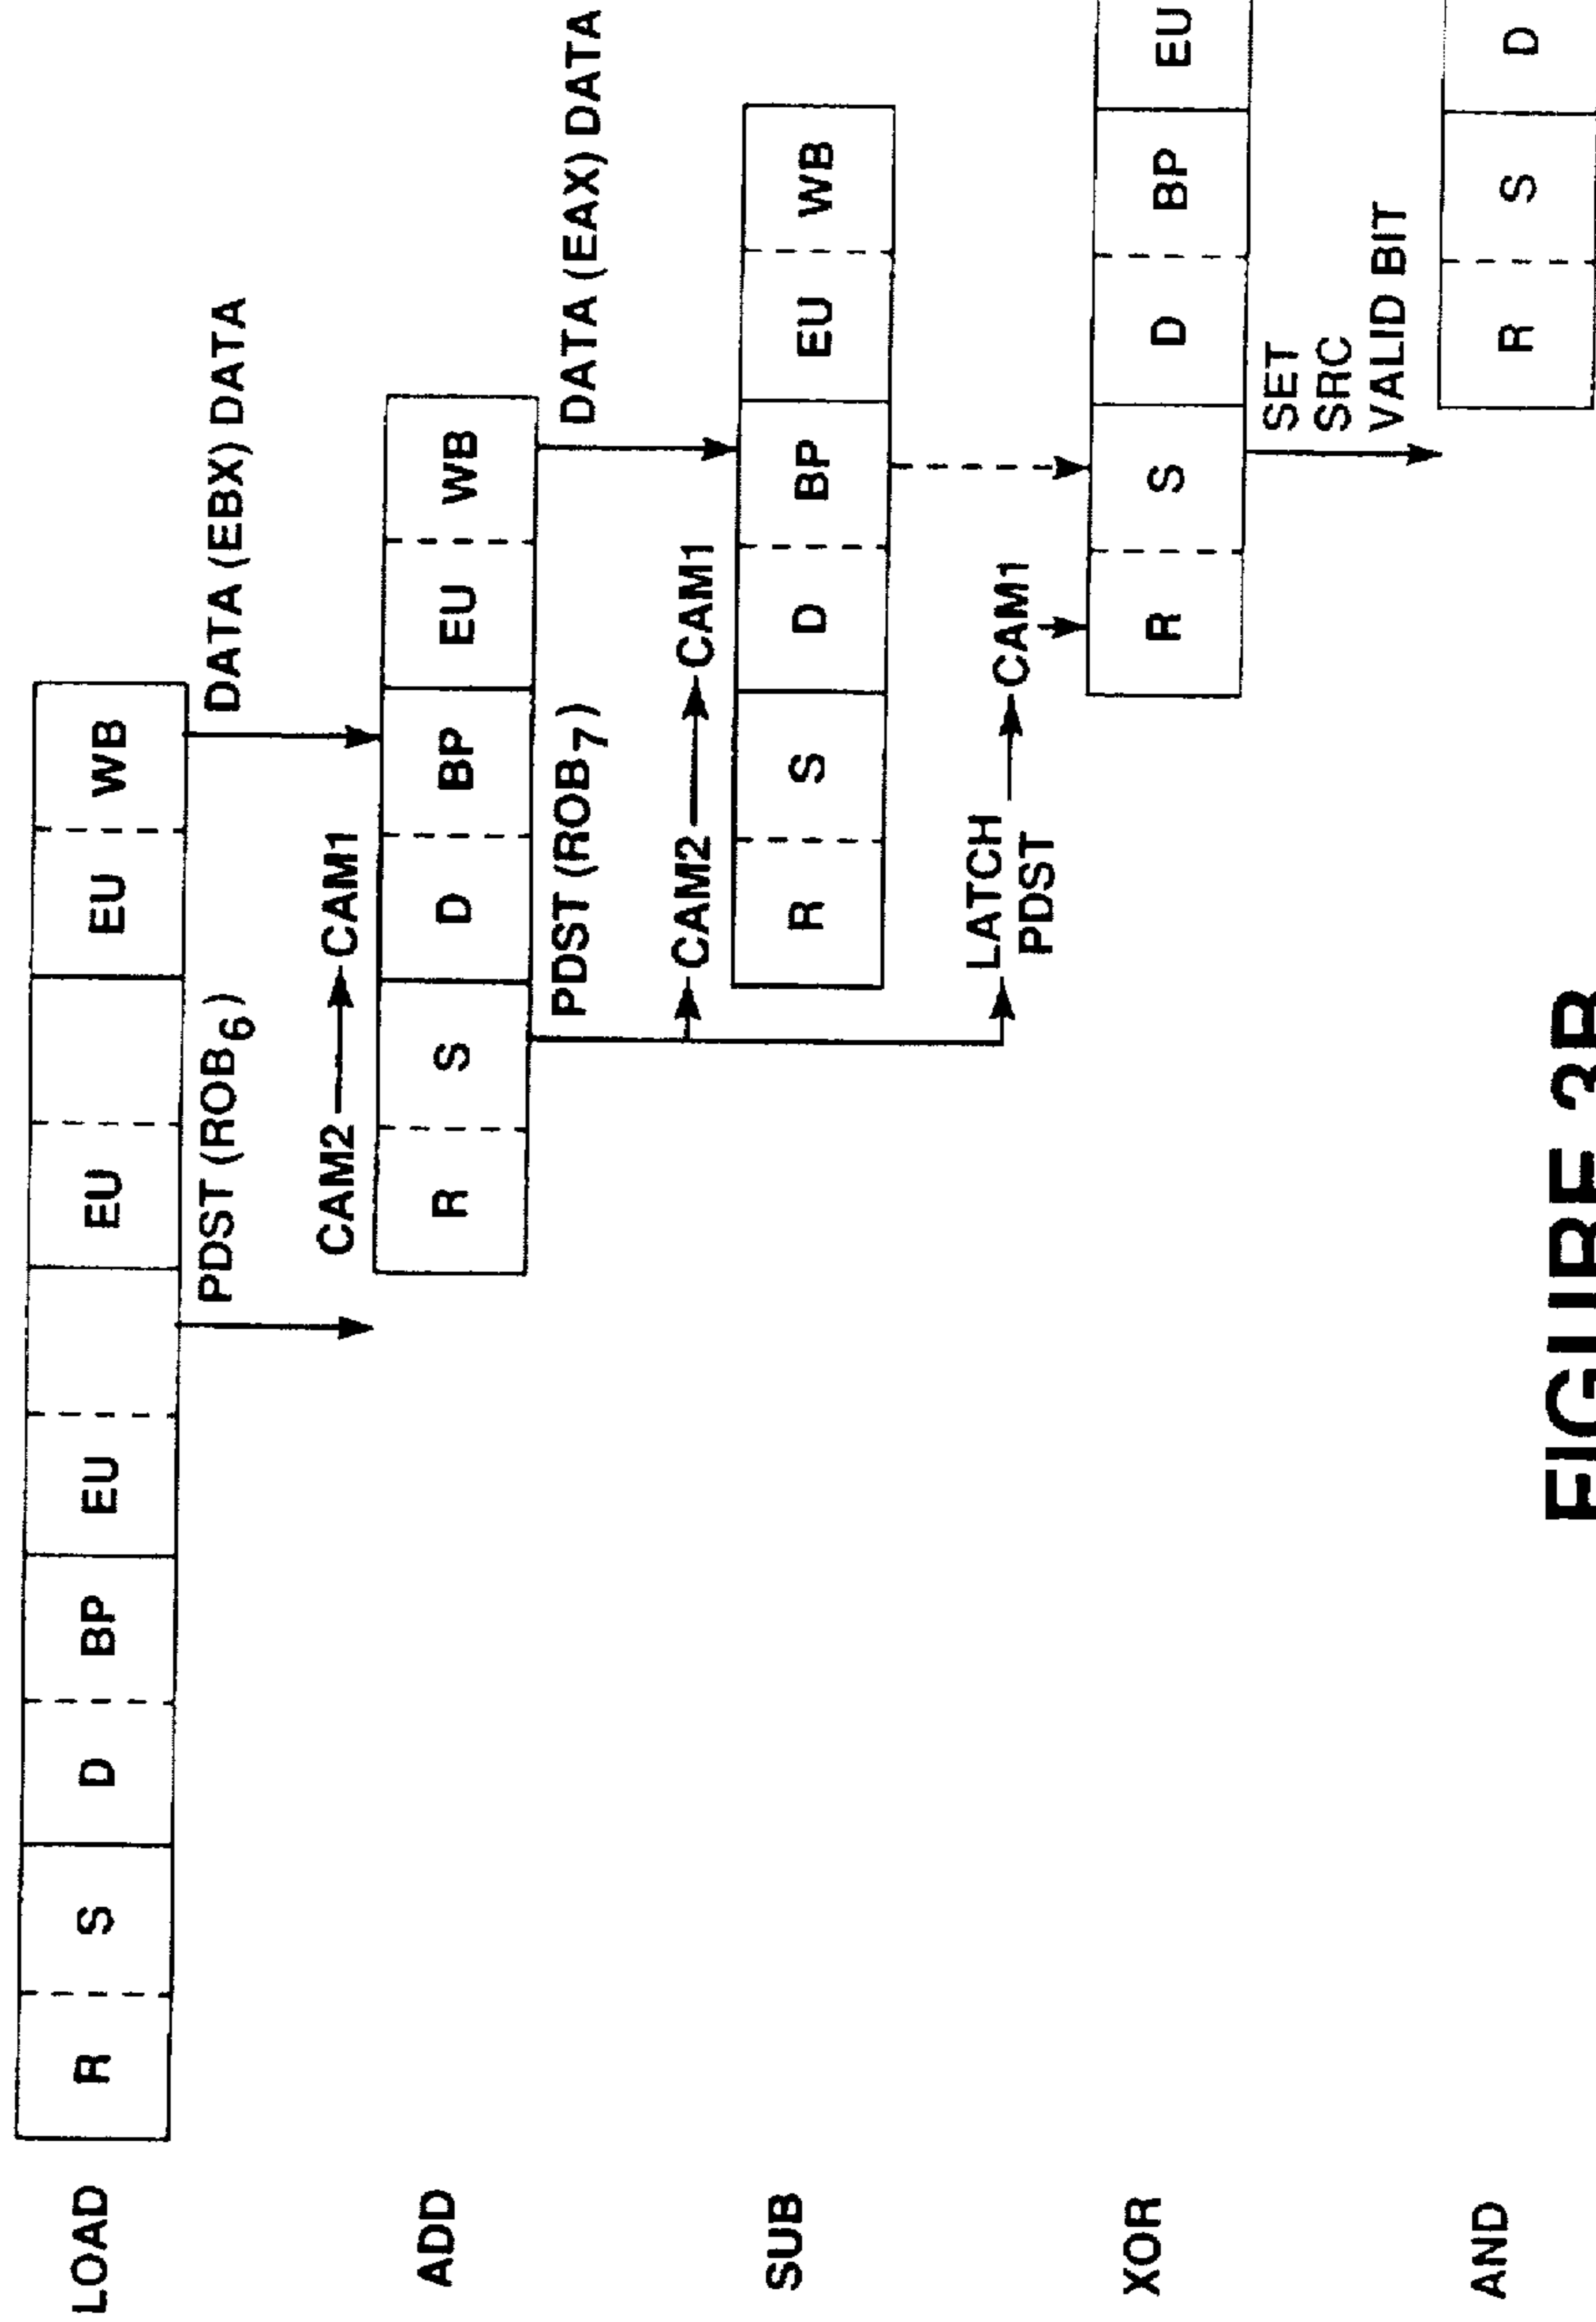 LOAD
R S D BP EU EU EU WB
PDST (ROB6)
DATA (EBX) DATA
CAM2 CAM1
ADD
R S D BP EU WB
PDST (ROB7)
DATA (EAX) DATA
CAM2 CAM1
SUB
R S D BP EU WB
LATCH
PDST
CAM1
XOR
R S D BP EU
SET
SRC
VALID BIT
AND
R S D
FIGURE 3B